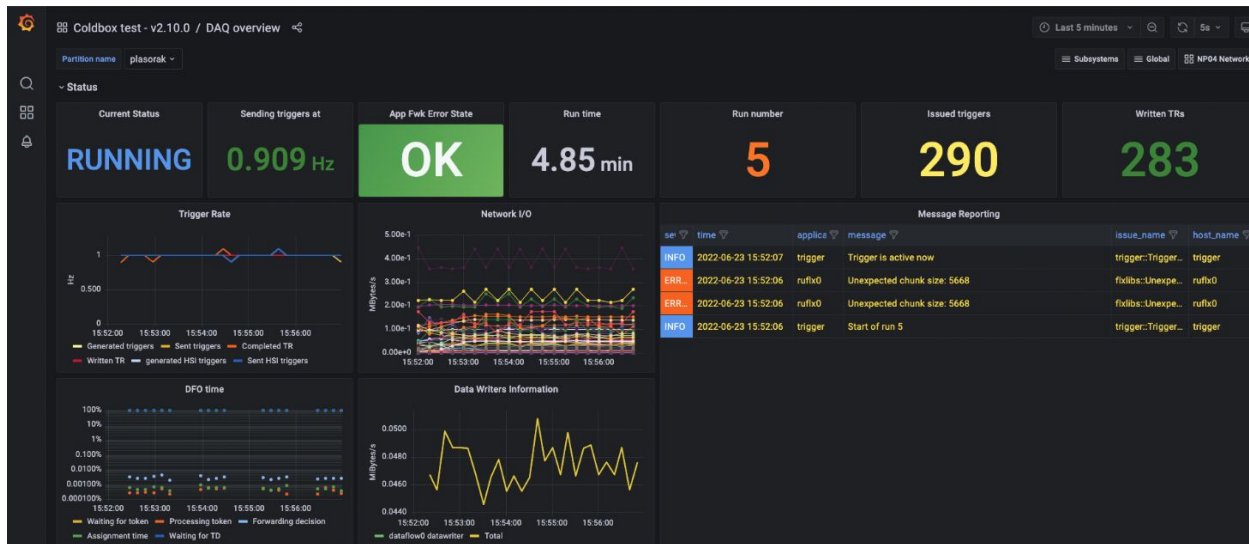 Coldbox test - v2.10.0 / DAQ overview
Last 5 minutes
5s
Partition name plasorak
Subsystems Global NP04 Network
Status
Current Status
RUNNING
Sending triggers at
0.909 Hz
App Fwk Error State
OK
Run time
4.85 min
Run number
5
Issued triggers
290
Written TRs
283
Trigger Rate
1
0.500
0
Hz
15:52:00 15:53:00 15:54:00 15:55:00 15:56:00
Generated triggers Sent triggers Completed TR
Written TR generated HSI triggers Sent HSI triggers
Network I/O
5.00e-1
4.00e-1
3.00e-1
2.00e-1
1.00e-1
0.00e+0
MiBytes/s
15:52:00 15:53:00 15:54:00 15:55:00 15:56:00
Message Reporting
sev time applica message issue_name host_name
INFO 2022-06-23 15:52:07 trigger Trigger is active now trigger::Trigger... trigger
ERR... 2022-06-23 15:52:06 ruflx0 Unexpected chunk size: 5668 flxlibs::Unexpe... ruflx0
ERR... 2022-06-23 15:52:06 ruflx0 Unexpected chunk size: 5668 flxlibs::Unexpe... ruflx0
INFO 2022-06-23 15:52:06 trigger Start of run 5 trigger::Trigger... trigger
DFO time
100%
10%
1%
0.100%
0.0100%
0.00100%
0.000100%
15:52:00 15:53:00 15:54:00 15:55:00 15:56:00
Waiting for token Processing token Forwarding decision
Assignment time Waiting for TD
Data Writers Information
0.0500
0.0480
0.0460
0.0440
MiBytes/s
15:52:00 15:53:00 15:54:00 15:55:00 15:56:00
dataflow0 datawriter Total